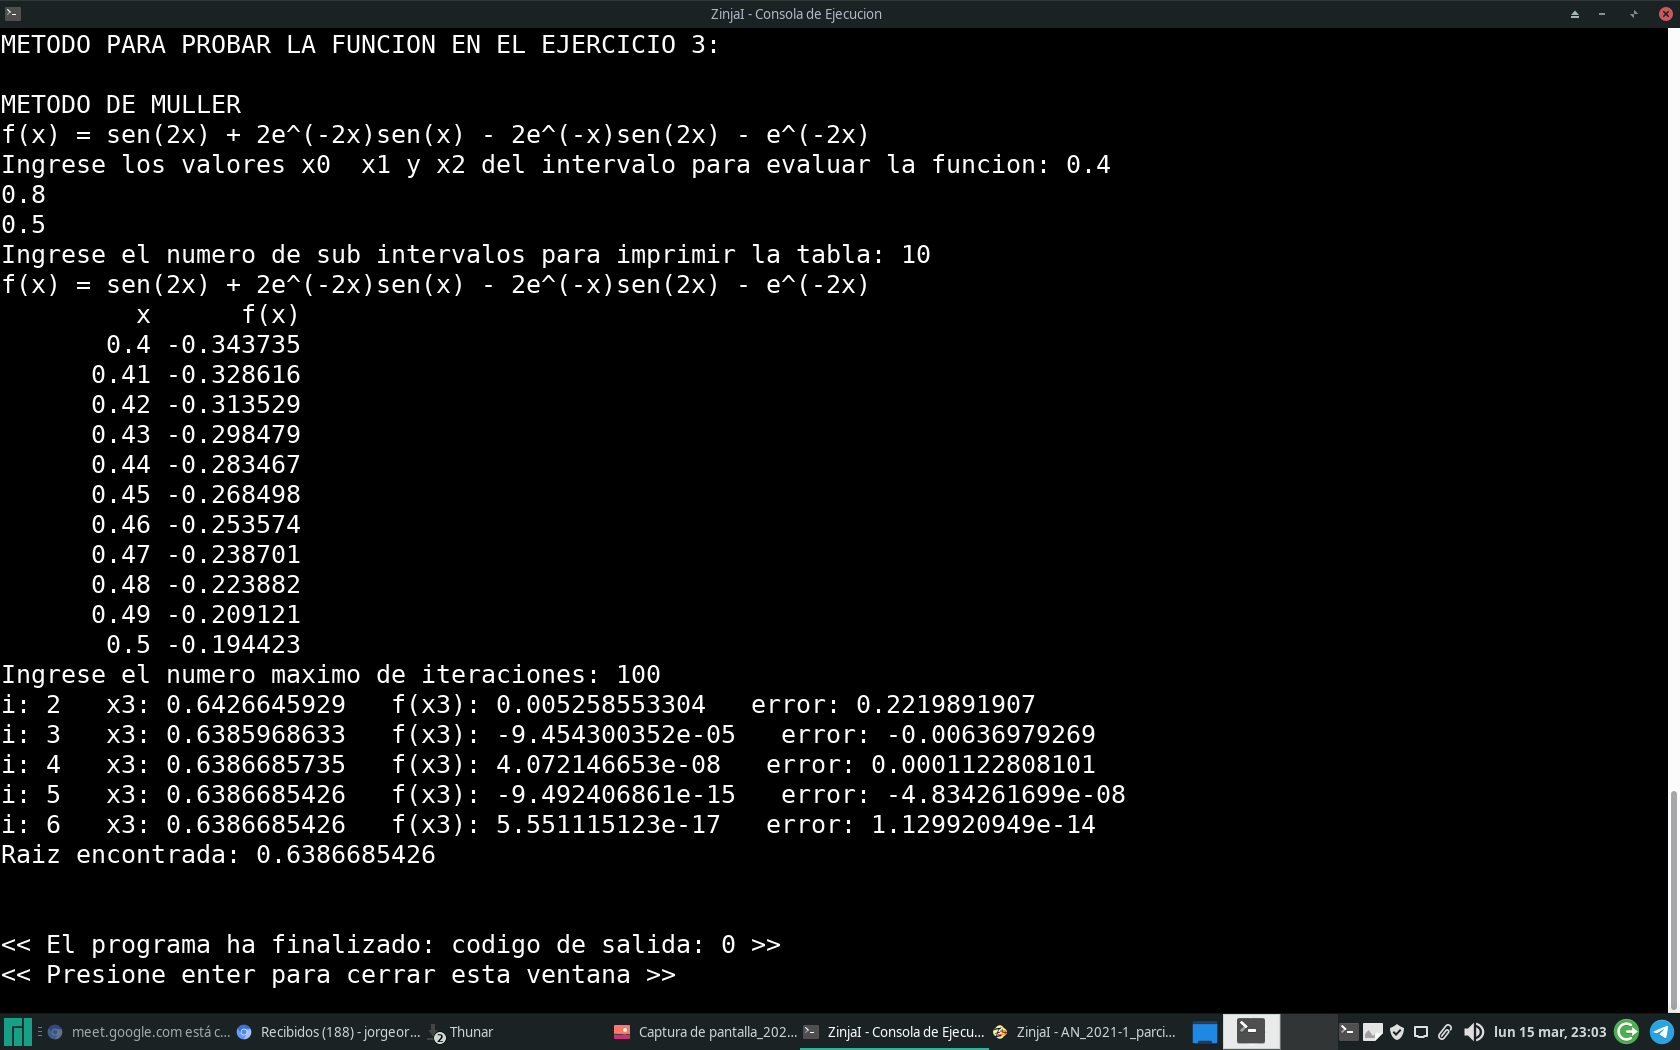 ZinjaI - Consola de Ejecucion
METODO PARA PROBAR LA FUNCION EN EL EJERCICIO 3:
METODO DE MULLER
f(x) = sen(2x) + 2e^(-2x)sen(x) - 2e^(-x)sen(2x) - e^(-2x)
Ingrese los valores x0  x1 y x2 del intervalo para evaluar la funcion: 0.4
0.8
0.5
Ingrese el numero de sub intervalos para imprimir la tabla: 10
f(x) = sen(2x) + 2e^(-2x)sen(x) - 2e^(-x)sen(2x) - e^(-2x)
x      f(x)
0.4 -0.343735
0.41 -0.328616
0.42 -0.313529
0.43 -0.298479
0.44 -0.283467
0.45 -0.268498
0.46 -0.253574
0.47 -0.238701
0.48 -0.223882
0.49 -0.209121
0.5 -0.194423
Ingrese el numero maximo de iteraciones: 100
i: 2   x3: 0.6426645929   f(x3): 0.005258553304   error: 0.2219891907
i: 3   x3: 0.6385968633   f(x3): -9.454300352e-05   error: -0.00636979269
i: 4   x3: 0.6386685735   f(x3): 4.072146653e-08   error: 0.0001122808101
i: 5   x3: 0.6386685426   f(x3): -9.492406861e-15   error: -4.834261699e-08
i: 6   x3: 0.6386685426   f(x3): 5.551115123e-17   error: 1.129920949e-14
Raiz encontrada: 0.6386685426
<< El programa ha finalizado: codigo de salida: 0 >>
<< Presione enter para cerrar esta ventana >>
meet.google.com está c... Recibidos (188) - jorgeor... 2 Thunar Captura de pantalla_202... ZinjaI - Consola de Ejecu... ZinjaI - AN_2021-1_parci... lun 15 mar, 23:03